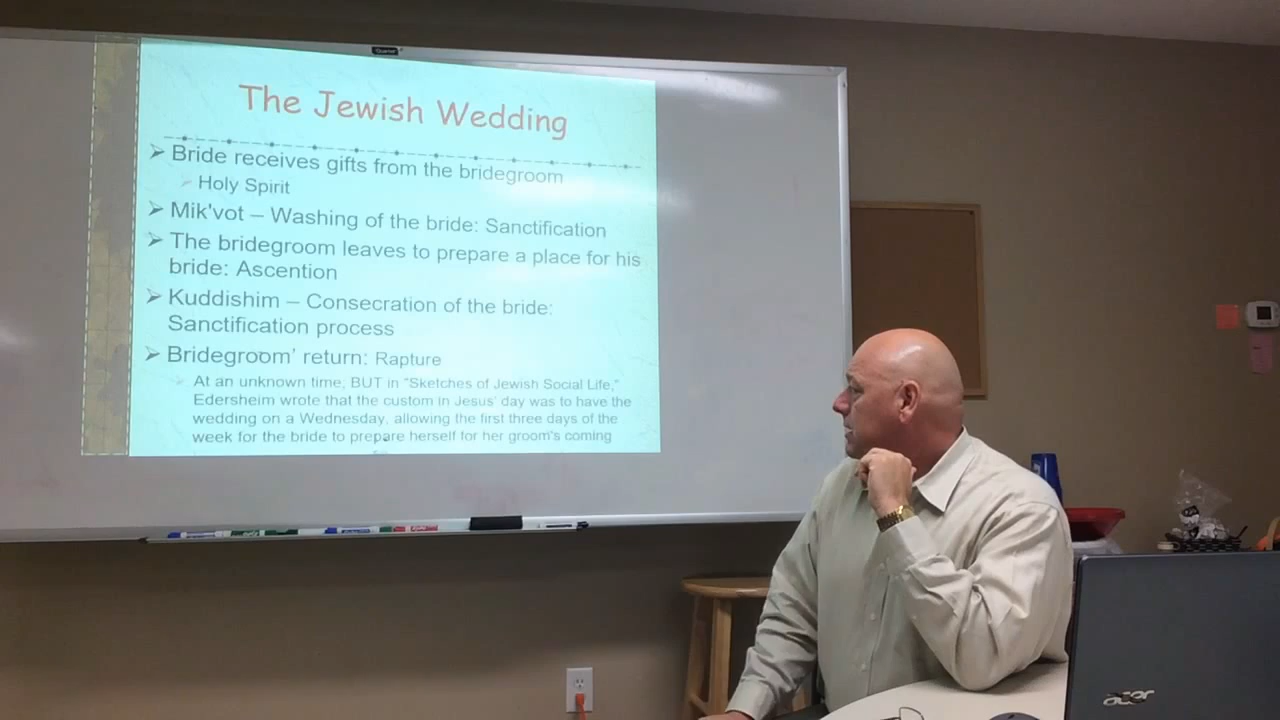 Quartet
The Jewish Wedding
Bride receives gifts from the bridegroom
Holy Spirit
Mik'vot – Washing of the bride: Sanctification
The bridegroom leaves to prepare a place for his
bride: Ascention
Kuddishim – Consecration of the bride:
Sanctification process
Bridegroom' return: Rapture
At an unknown time, BUT in "Sketches of Jewish Social Life,"
Edersheim wrote that the custom in Jesus' day was to have the
wedding on a Wednesday, allowing the first three days of the
week for the bride to prepare herself for her groom's coming
acer